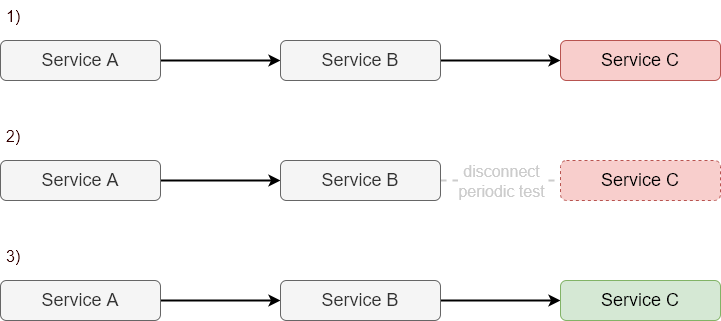 1)
Service A
Service B
Service C
2)
Service A
Service B
disconnect
periodic test
Service C
3)
Service A
Service B
Service C